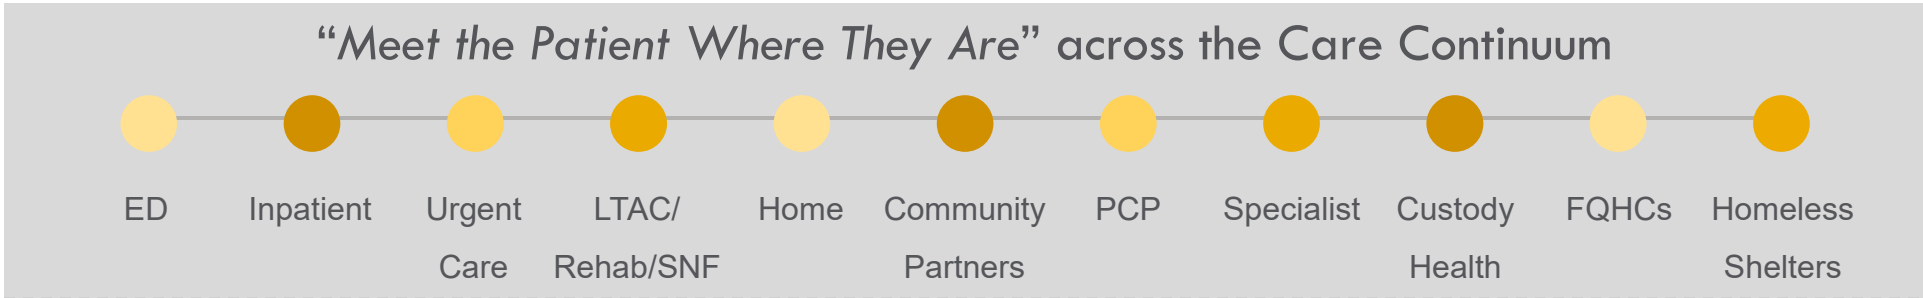 “Meet the Patient Where They Are” across the Care Continuum
ED
Inpatient
Urgent
Care
LTAC/
Rehab/SNF
Home
Community
Partners
PCP
Specialist
Custody
Health
FQHCs
Homeless
Shelters